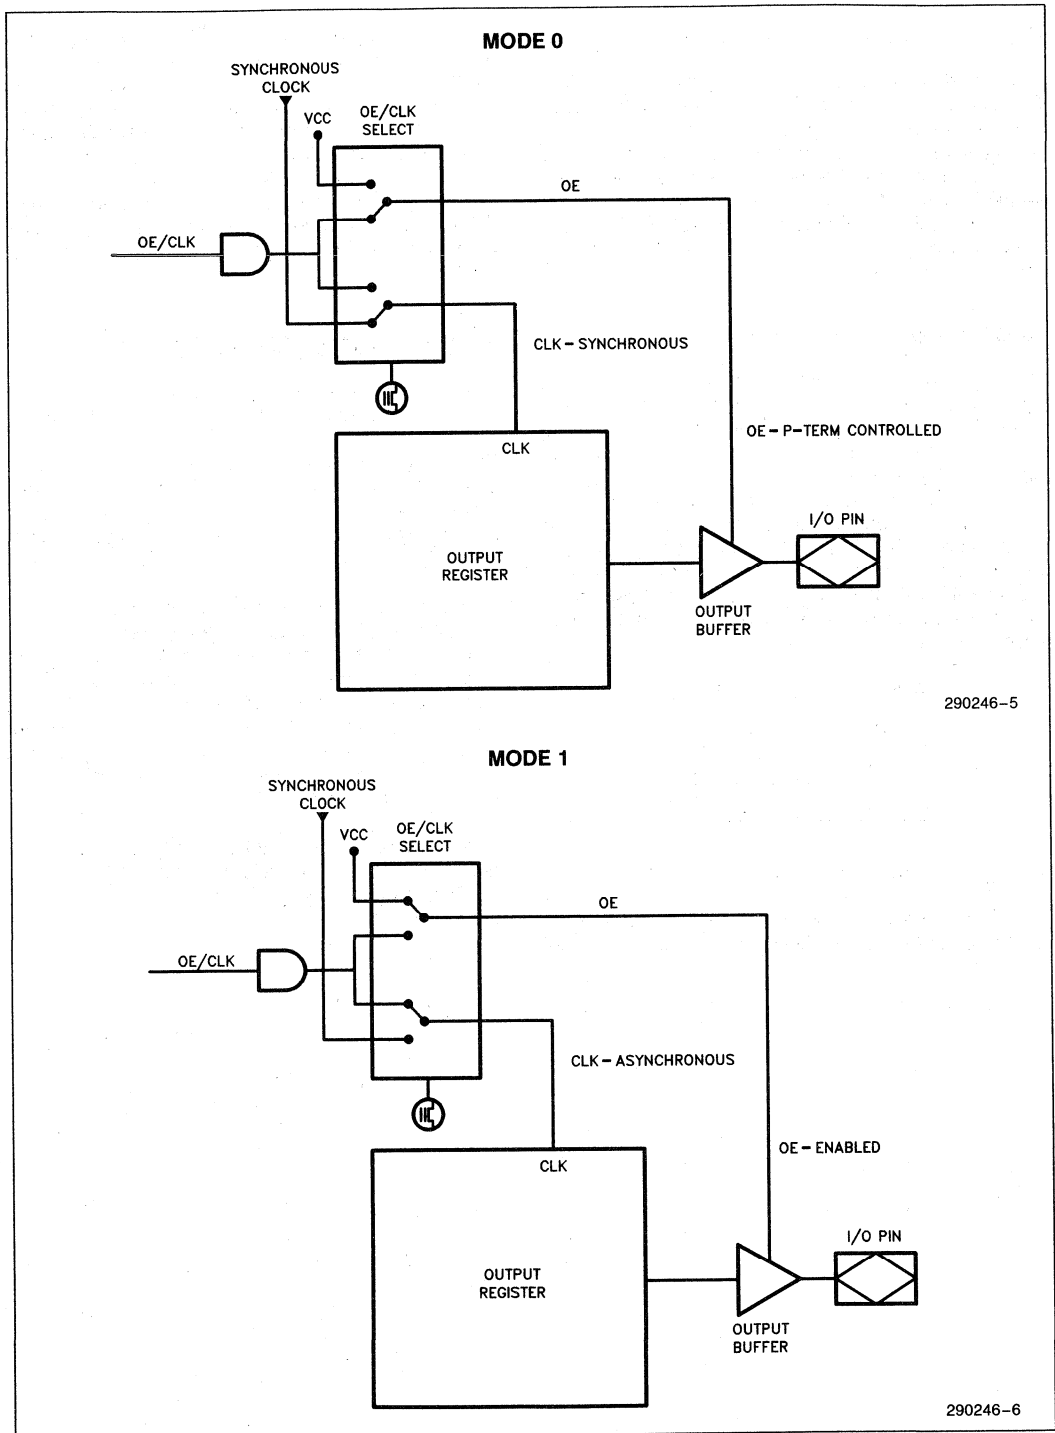 MODE 0
SYNCHRONOUS
CLOCK
VCC
OE/CLK
SELECT
OE
OE/CLK
CLK-SYNCHRONOUS
OE-P-TERM CONTROLLED
CLK
I/O PIN
OUTPUT
REGISTER
OUTPUT
BUFFER
290246-5
MODE 1
SYNCHRONOUS
CLOCK
VCC
OE/CLK
SELECT
OE
OE/CLK
CLK-ASYNCHRONOUS
OE-ENABLED
CLK
I/O PIN
OUTPUT
REGISTER
OUTPUT
BUFFER
290246-6